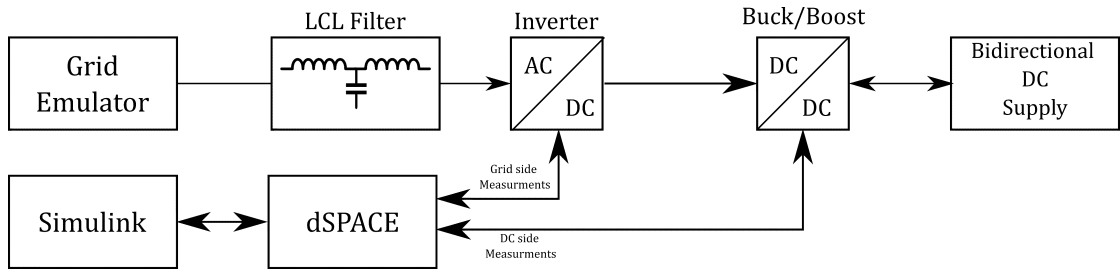 LCL Filter
Inverter
Buck/Boost
Grid
Emulator
AC
DC
DC
DC
Bidirectional
DC
Supply
Grid side
Measurments
Simulink
dSPACE
DC side
Measurments